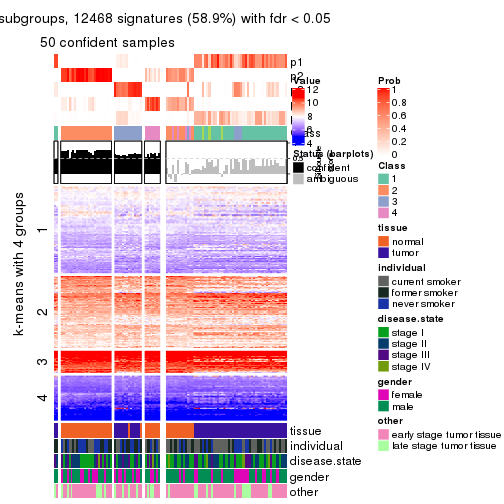 subgroups, 12468 signatures (58.9%) with fdr < 0.05
50 confident samples
p1
p2
Value
12
10
8
6
4
Prob
1
0.8
0.6
0.4
0.2
0
Status (barplots)
confident
ambiguous
Class
1
2
3
4
tissue
normal
tumor
individual
current smoker
former smoker
never smoker
disease.state
stage I
stage II
stage III
stage IV
gender
female
male
other
early stage tumor tissue
late stage tumor tissue
k-means with 4 groups
1
2
3
4
tissue
individual
disease.state
gender
other